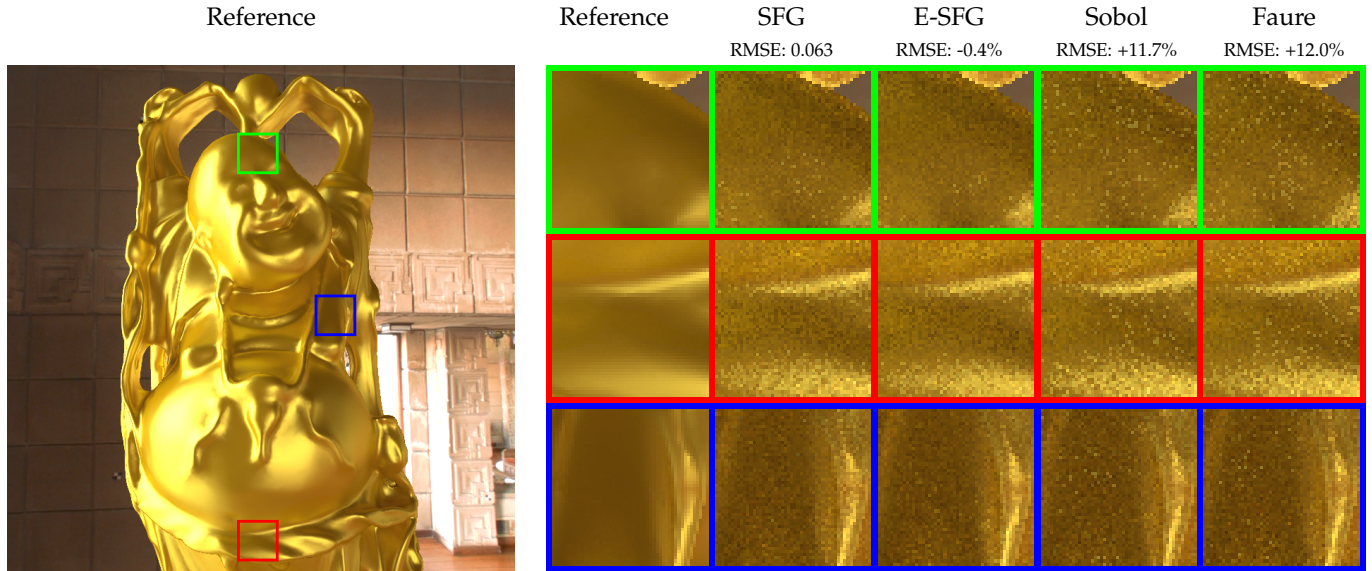 Reference
Reference SFG E-SFG Sobol Faure
RMSE: 0.063 RMSE: -0.4% RMSE: +11.7% RMSE: +12.0%